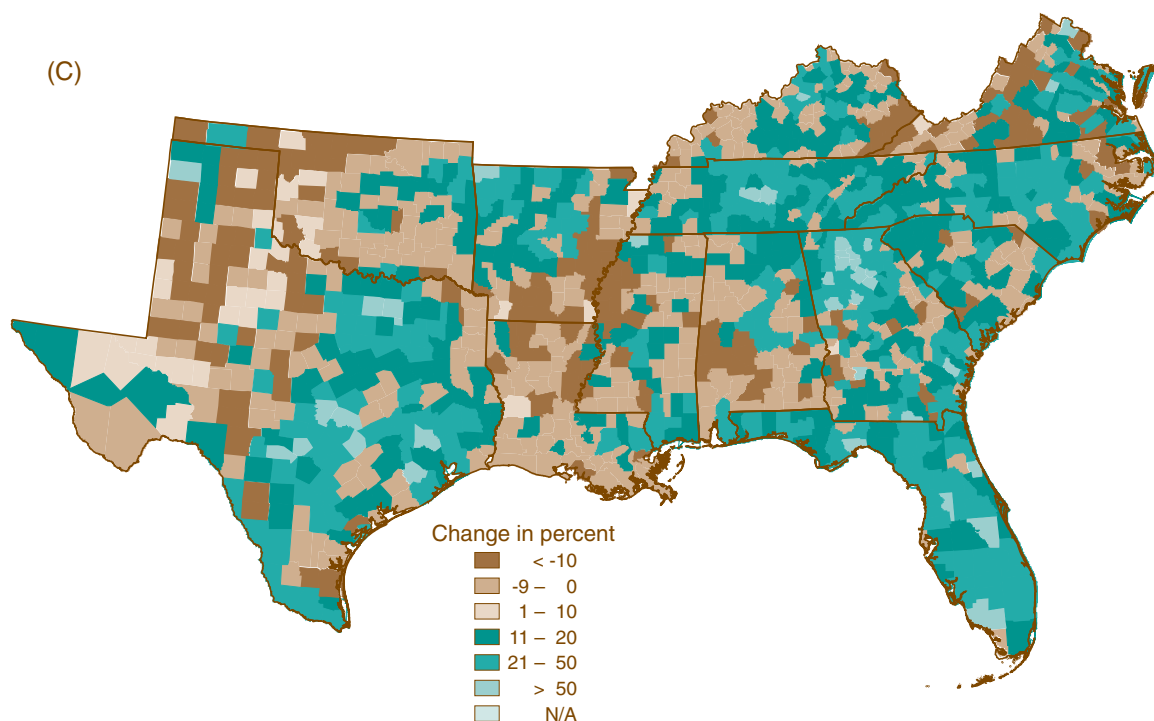 (C)
Change in percent
< -10
-9 – 0
1 – 10
11 – 20
21 – 50
> 50
N/A